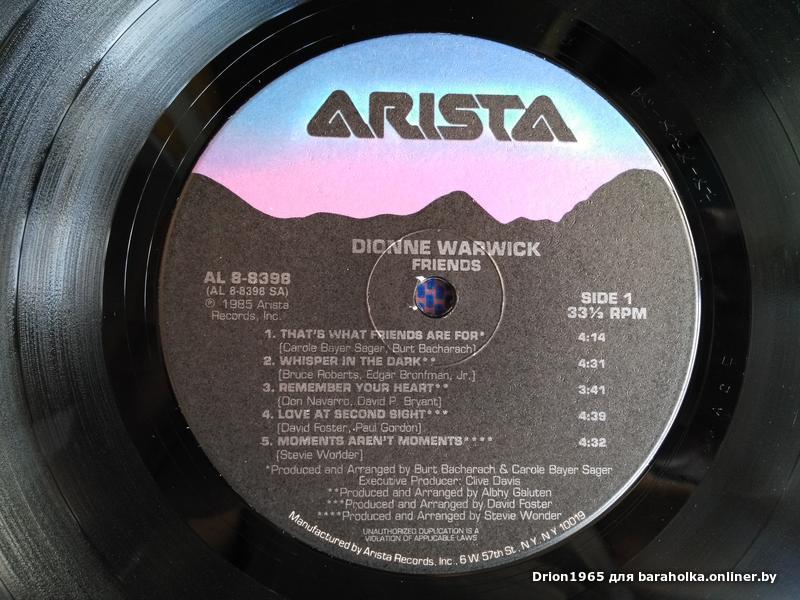 ARISTA
DIONNE WARWICK
FRIENDS
AL 8-8398
(AL 8-8398 SA)
℗ 1985 Arista
Records, Inc.
SIDE 1
33⅓ RPM
1. THAT'S WHAT FRIENDS ARE FOR* 4:14
(Carole Bayer Sager, Burt Bacharach)
2. WHISPER IN THE DARK** 4:31
(Bruce Roberts, Edgar Bronfman, Jr.)
3. REMEMBER YOUR HEART** 3:41
(Don Navarro, David P. Bryant)
4. LOVE AT SECOND SIGHT*** 4:39
(David Foster, Paul Gordon)
5. MOMENTS AREN'T MOMENTS**** 4:32
(Stevie Wonder)
*Produced and Arranged by Burt Bacharach & Carole Bayer Sager
Executive Producer: Clive Davis
**Produced and Arranged by Albhy Galuten
***Produced and Arranged by David Foster
****Produced and Arranged by Stevie Wonder
UNAUTHORIZED DUPLICATION IS A
VIOLATION OF APPLICABLE LAWS
Manufactured by Arista Records, Inc., 6 W 57th St., N.Y., N.Y. 10019
Drion1965 для baraholka.onliner.by